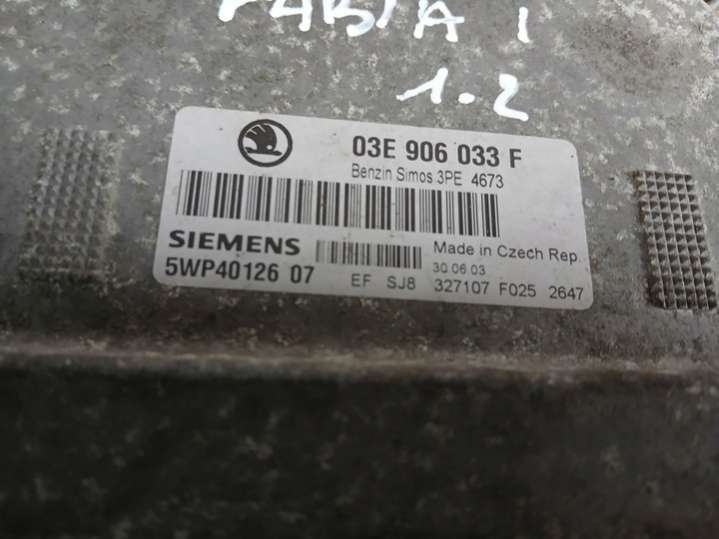 FABIA 1
1.2
03E 906 033 F
Benzin Simos 3PE 4673
SIEMENS
Made in Czech Rep.
5WP40126 07
30.06.03
EF SJ8
327107 F025 2647